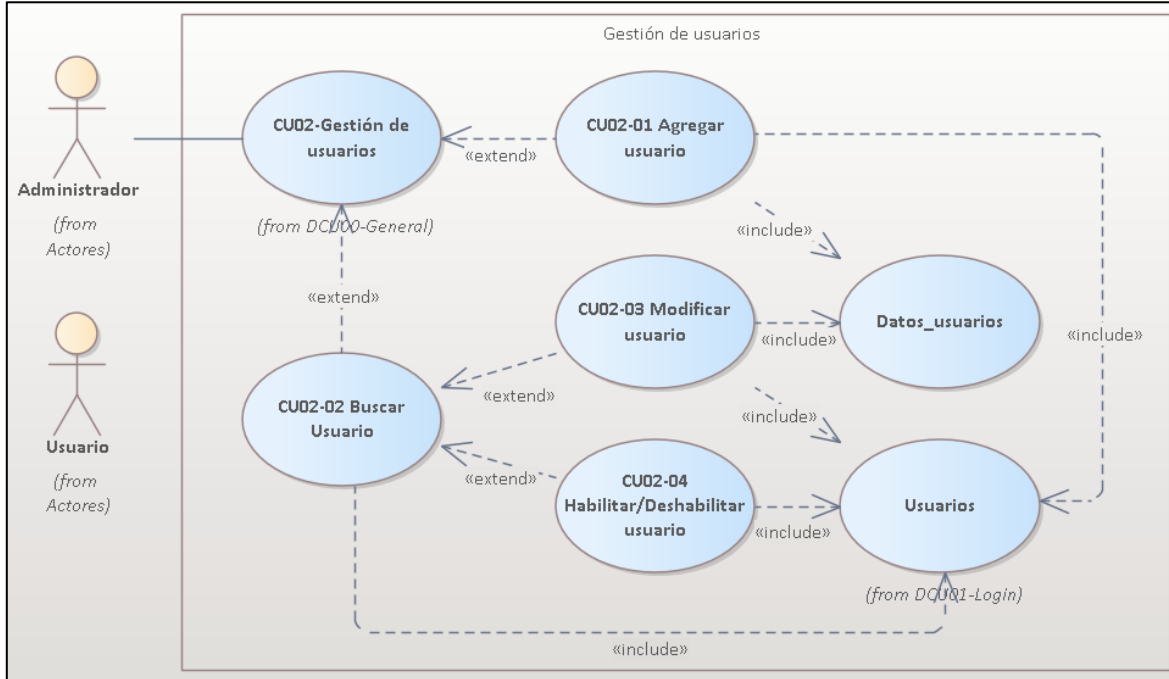 Gestión de usuarios
CU02-Gestión de
usuarios
(from DCU00-General)
CU02-01 Agregar
usuario
«extend»
Administrador
(from
Actores)
«include»
«extend»
CU02-03 Modificar
usuario
«include»
Datos_usuarios
«include»
«extend»
CU02-02 Buscar
Usuario
«include»
Usuario
(from
Actores)
«extend»
CU02-04
Habilitar/Deshabilitar
usuario
«include»
Usuarios
(from DCU01-Login)
«include»